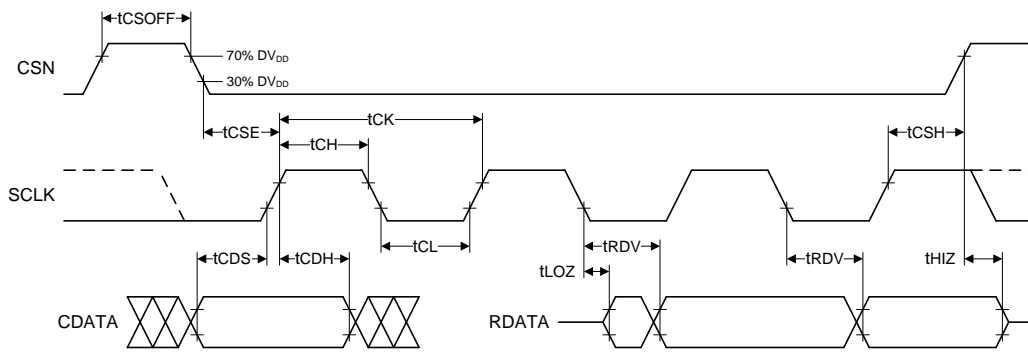 tCSOFF
CSN
70% DVDD
30% DVDD
tCSE
tCK
tCH
tCSH
SCLK
tCL
tCDS
tCDH
tRDV
tRDV
tLOZ
tHIZ
CDATA
RDATA